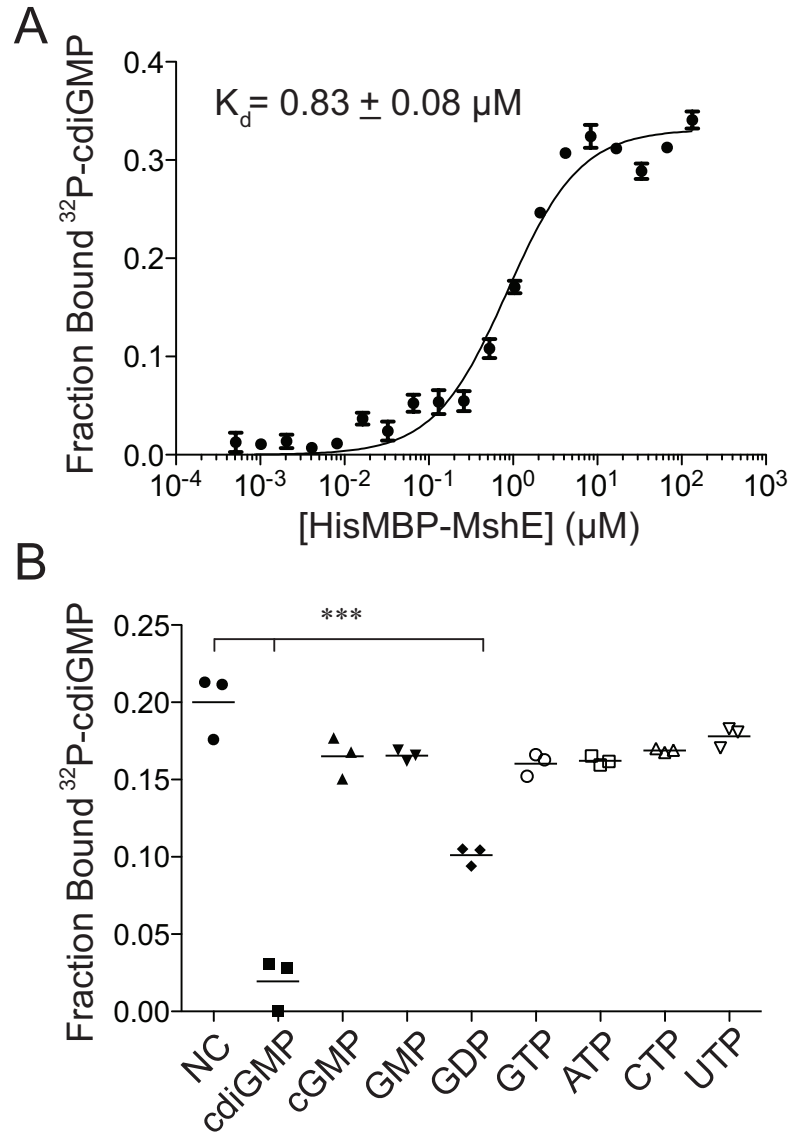 A
Fraction Bound ³²P-cdiGMP
0.4
0.3
0.2
0.1
0.0
K_d= 0.83 ± 0.08 µM
10⁻⁴ 10⁻³ 10⁻² 10⁻¹ 10⁰ 10¹ 10² 10³
[HisMBP-MshE] (µM)
B
Fraction Bound ³²P-cdiGMP
0.25
0.20
0.15
0.10
0.05
0.00
***
NC cdiGMP cGMP GMP GDP GTP ATP CTP UTP